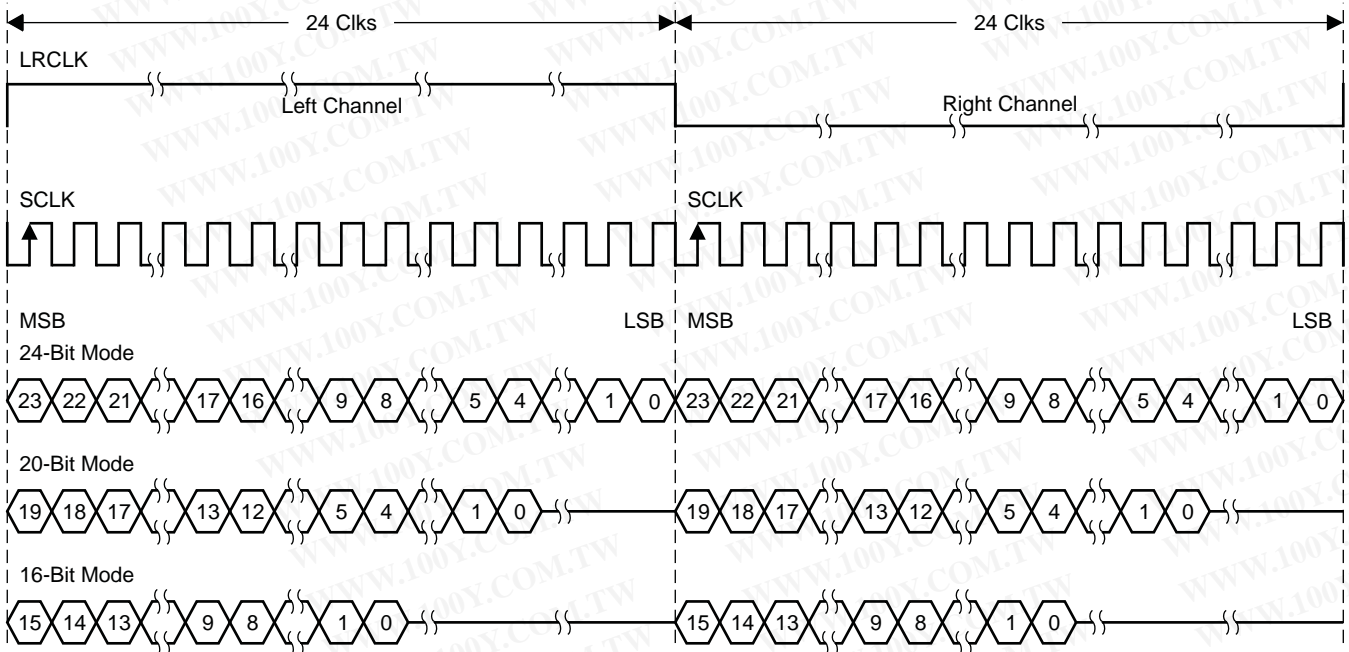 24 Clks 24 Clks
LRCLK
Left Channel Right Channel
SCLK SCLK
MSB LSB MSB LSB
24-Bit Mode
23 22 21 17 16 9 8 5 4 1 0 23 22 21 17 16 9 8 5 4 1 0
20-Bit Mode
19 18 17 13 12 5 4 1 0 19 18 17 13 12 5 4 1 0
16-Bit Mode
15 14 13 9 8 1 0 15 14 13 9 8 1 0
WWW.100Y.COM.TW